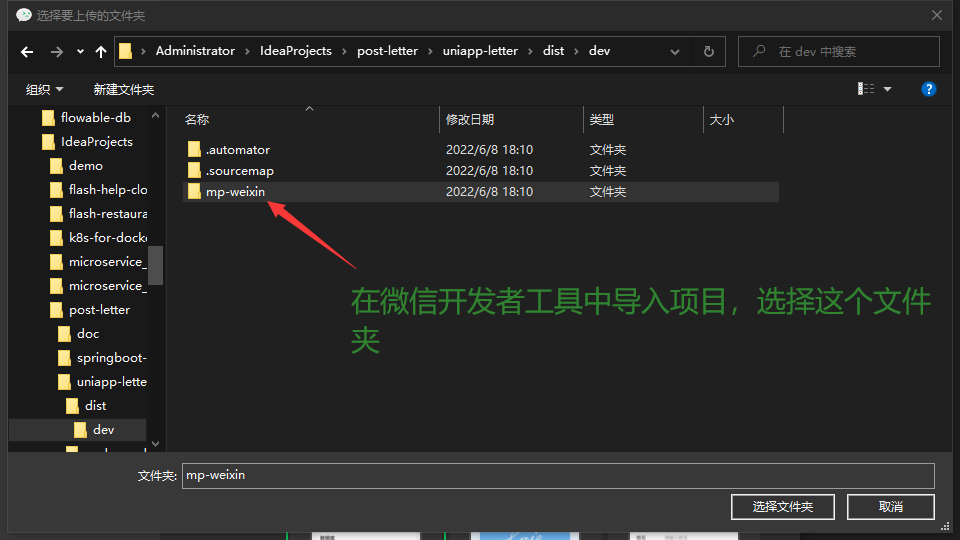 选择要上传的文件夹
Administrator IdeaProjects post-letter uniapp-letter dist dev
在 dev 中搜索
组织 新建文件夹
名称 修改日期 类型 大小
flowable-db
IdeaProjects
demo
flash-help-clo
flash-restaura
k8s-for-docke
microservice_
microservice_
post-letter
doc
springboot-
uniapp-lette
dist
dev
.automator 2022/6/8 18:10 文件夹
.sourcemap 2022/6/8 18:10 文件夹
mp-weixin 2022/6/8 18:10 文件夹
在微信开发者工具中导入项目，选择这个文件
夹
文件夹: mp-weixin
选择文件夹 取消